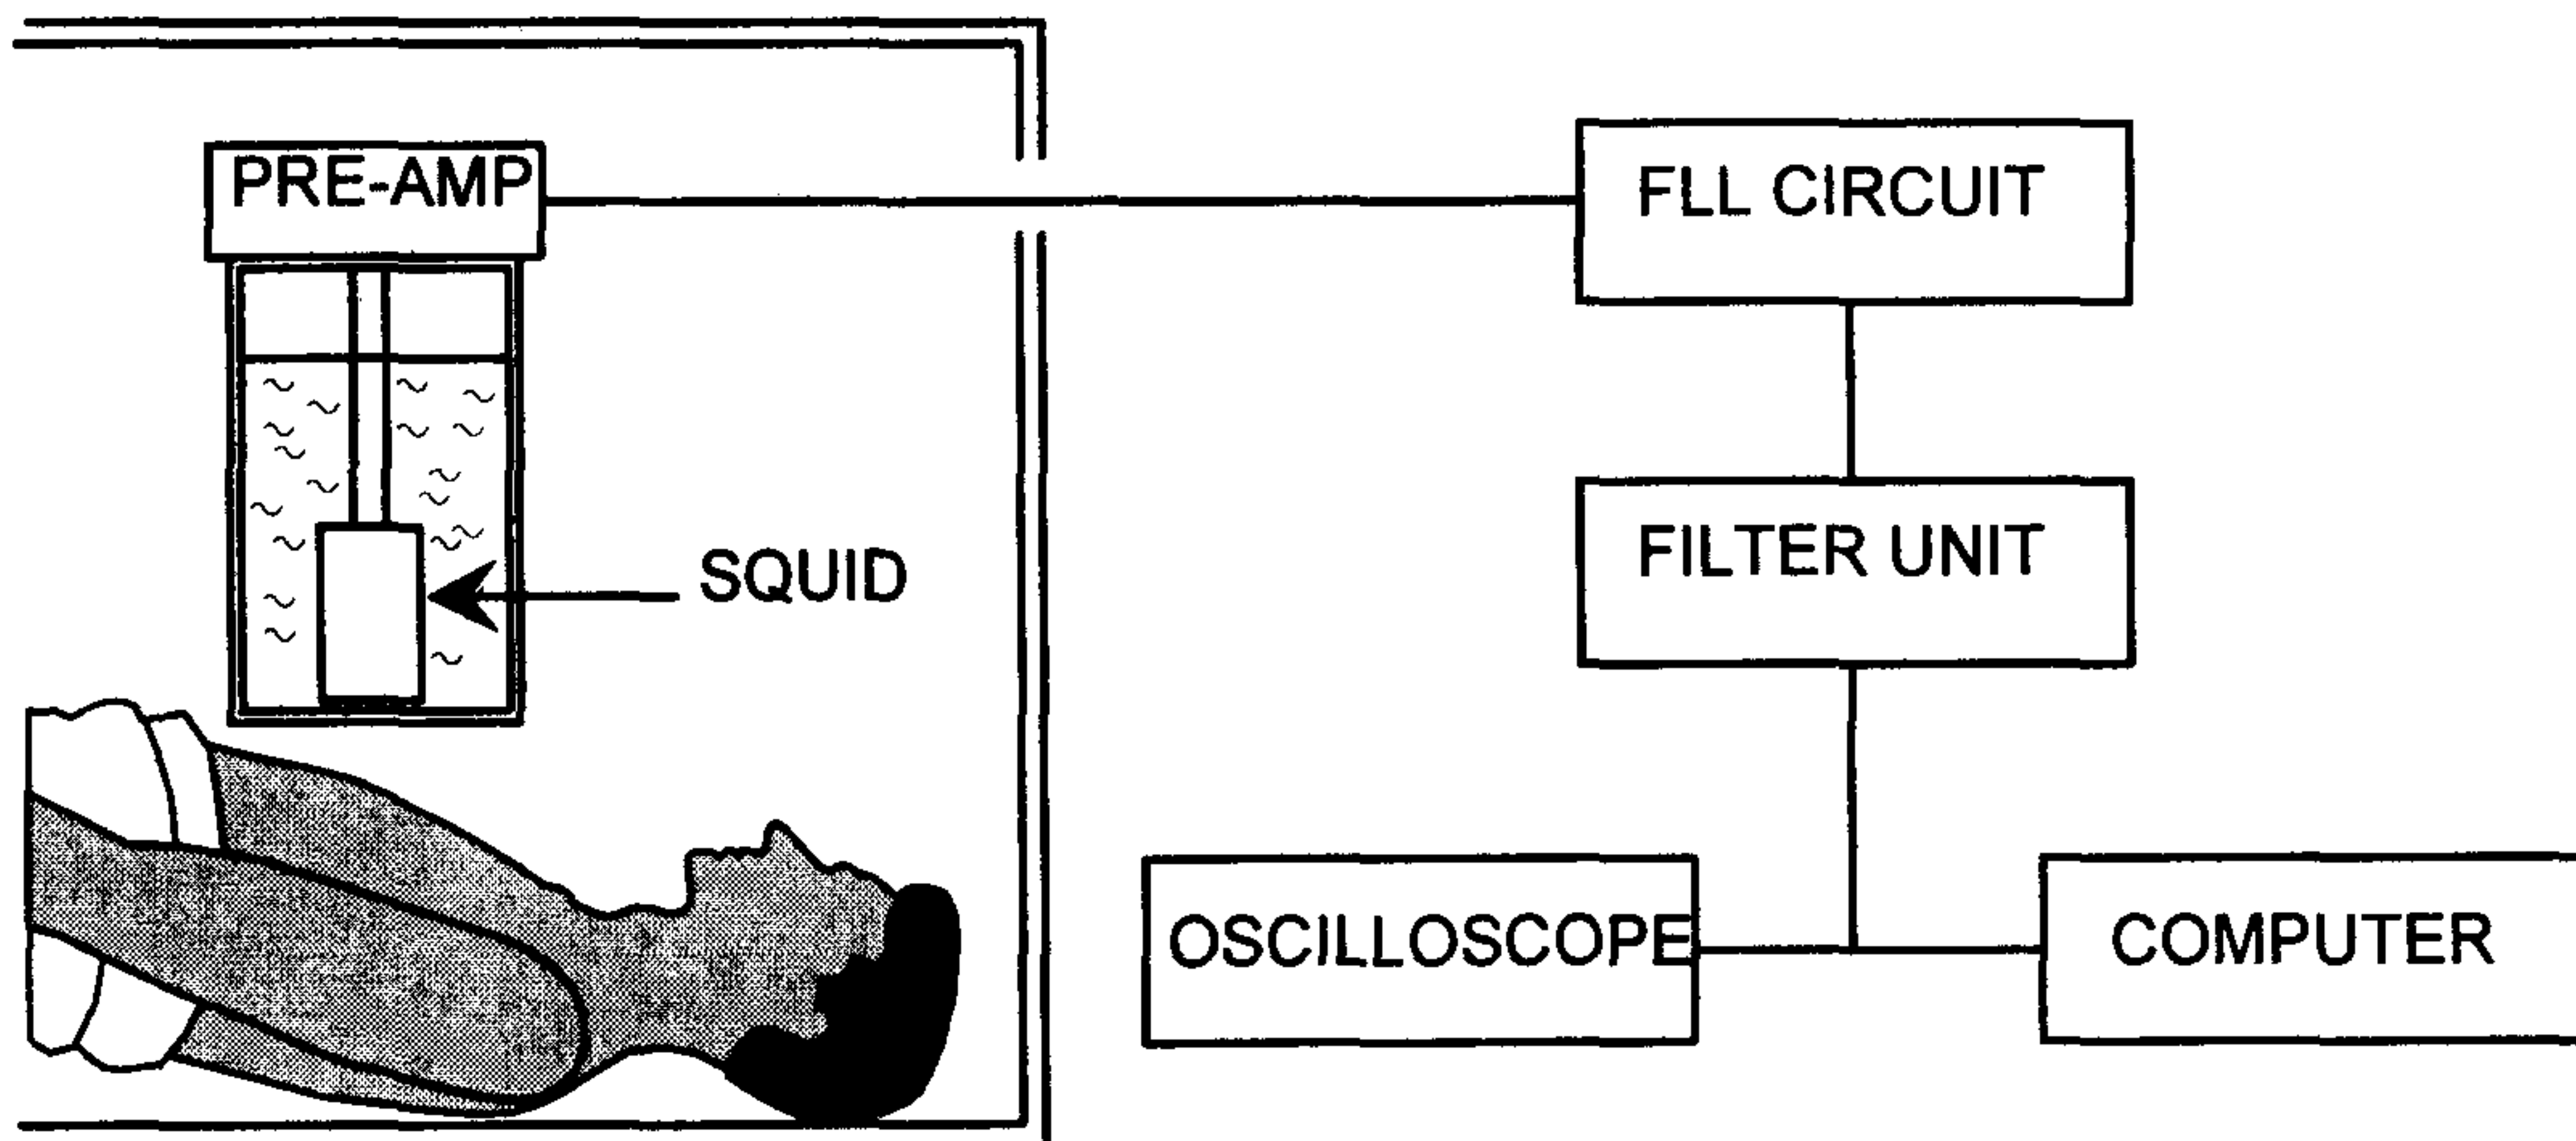 PRE-AMP
FLL CIRCUIT
FILTER UNIT
SQUID
OSCILLOSCOPE
COMPUTER